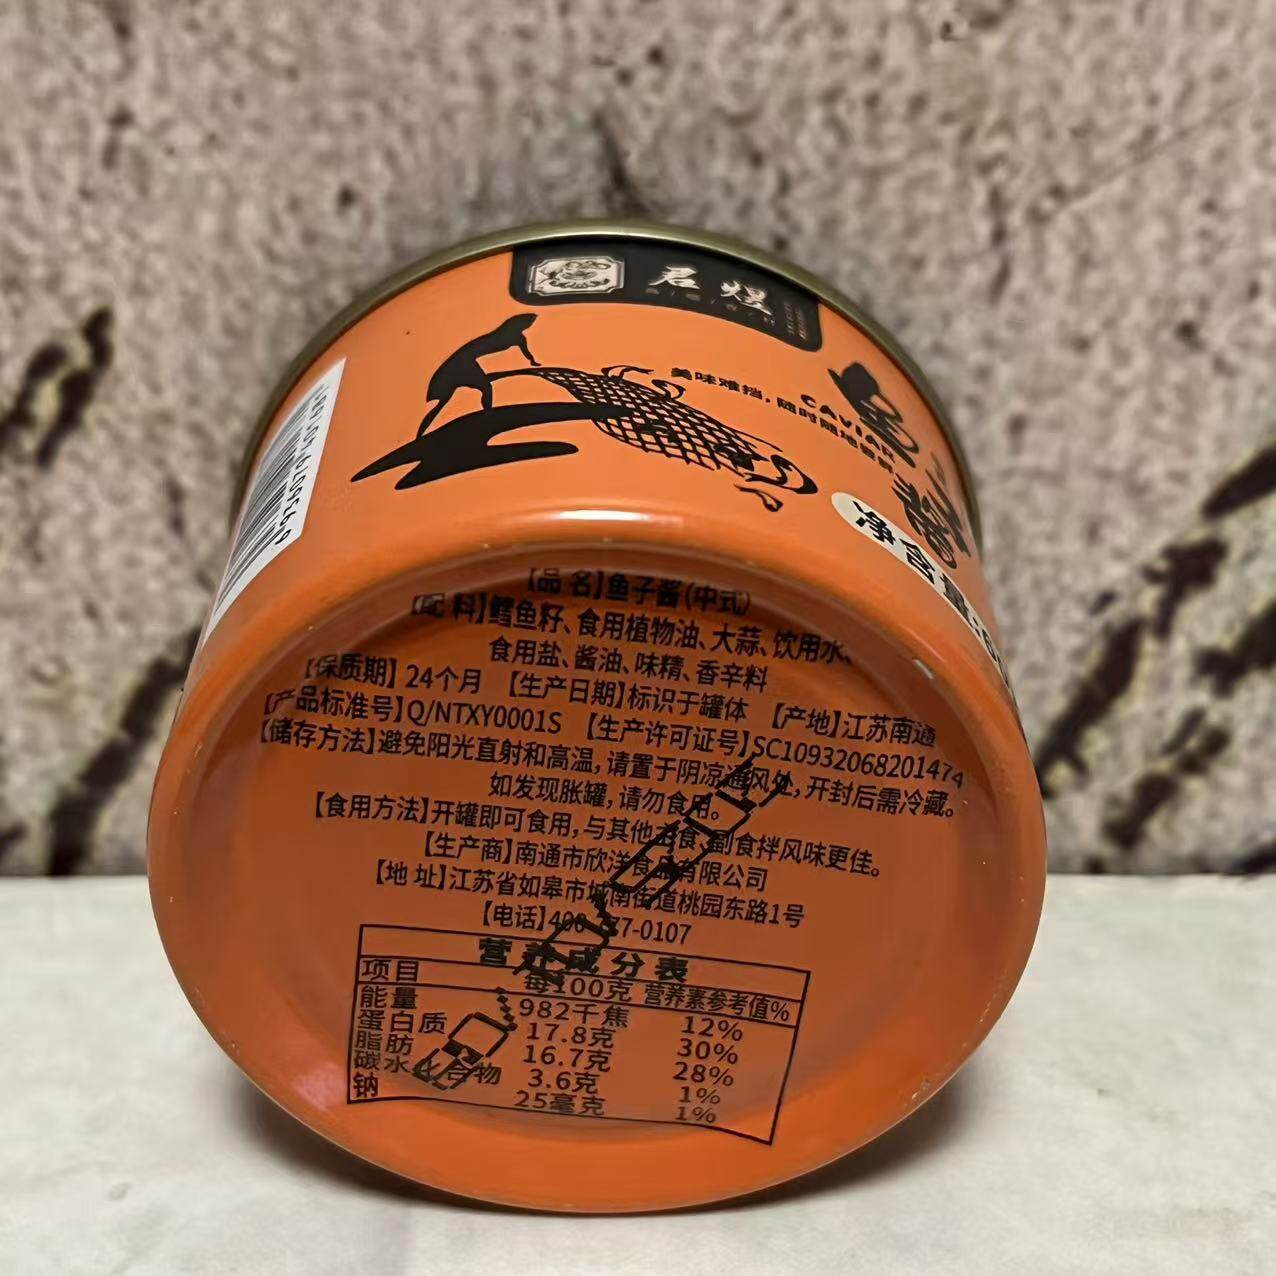 君煜
美味难挡,随时随地
CAVIAR
鱼子酱
净含量:
【品 名】鱼子酱(中式)
【配 料】鳕鱼籽、食用植物油、大蒜、饮用水、
食用盐、酱油、味精、香辛料
【保质期】24个月 【生产日期】标识于罐体 【产地】江苏南通
【产品标准号】Q/NTXY0001S 【生产许可证号】SC10932068201474
【储存方法】避免阳光直射和高温,请置于阴凉通风处,开封后需冷藏。
如发现胀罐,请勿食用。
【食用方法】开罐即可食用,与其他主食、副食拌风味更佳。
【生产商】南通市欣洋食品有限公司
【地 址】江苏省如皋市城南街道桃园东路1号
【电话】400-77-0107
营养成分表
项目 每100克 营养素参考值%
能量 982千焦 12%
蛋白质 17.8克 30%
脂肪 16.7克 28%
碳水化合物 3.6克 1%
钠 25毫克 1%